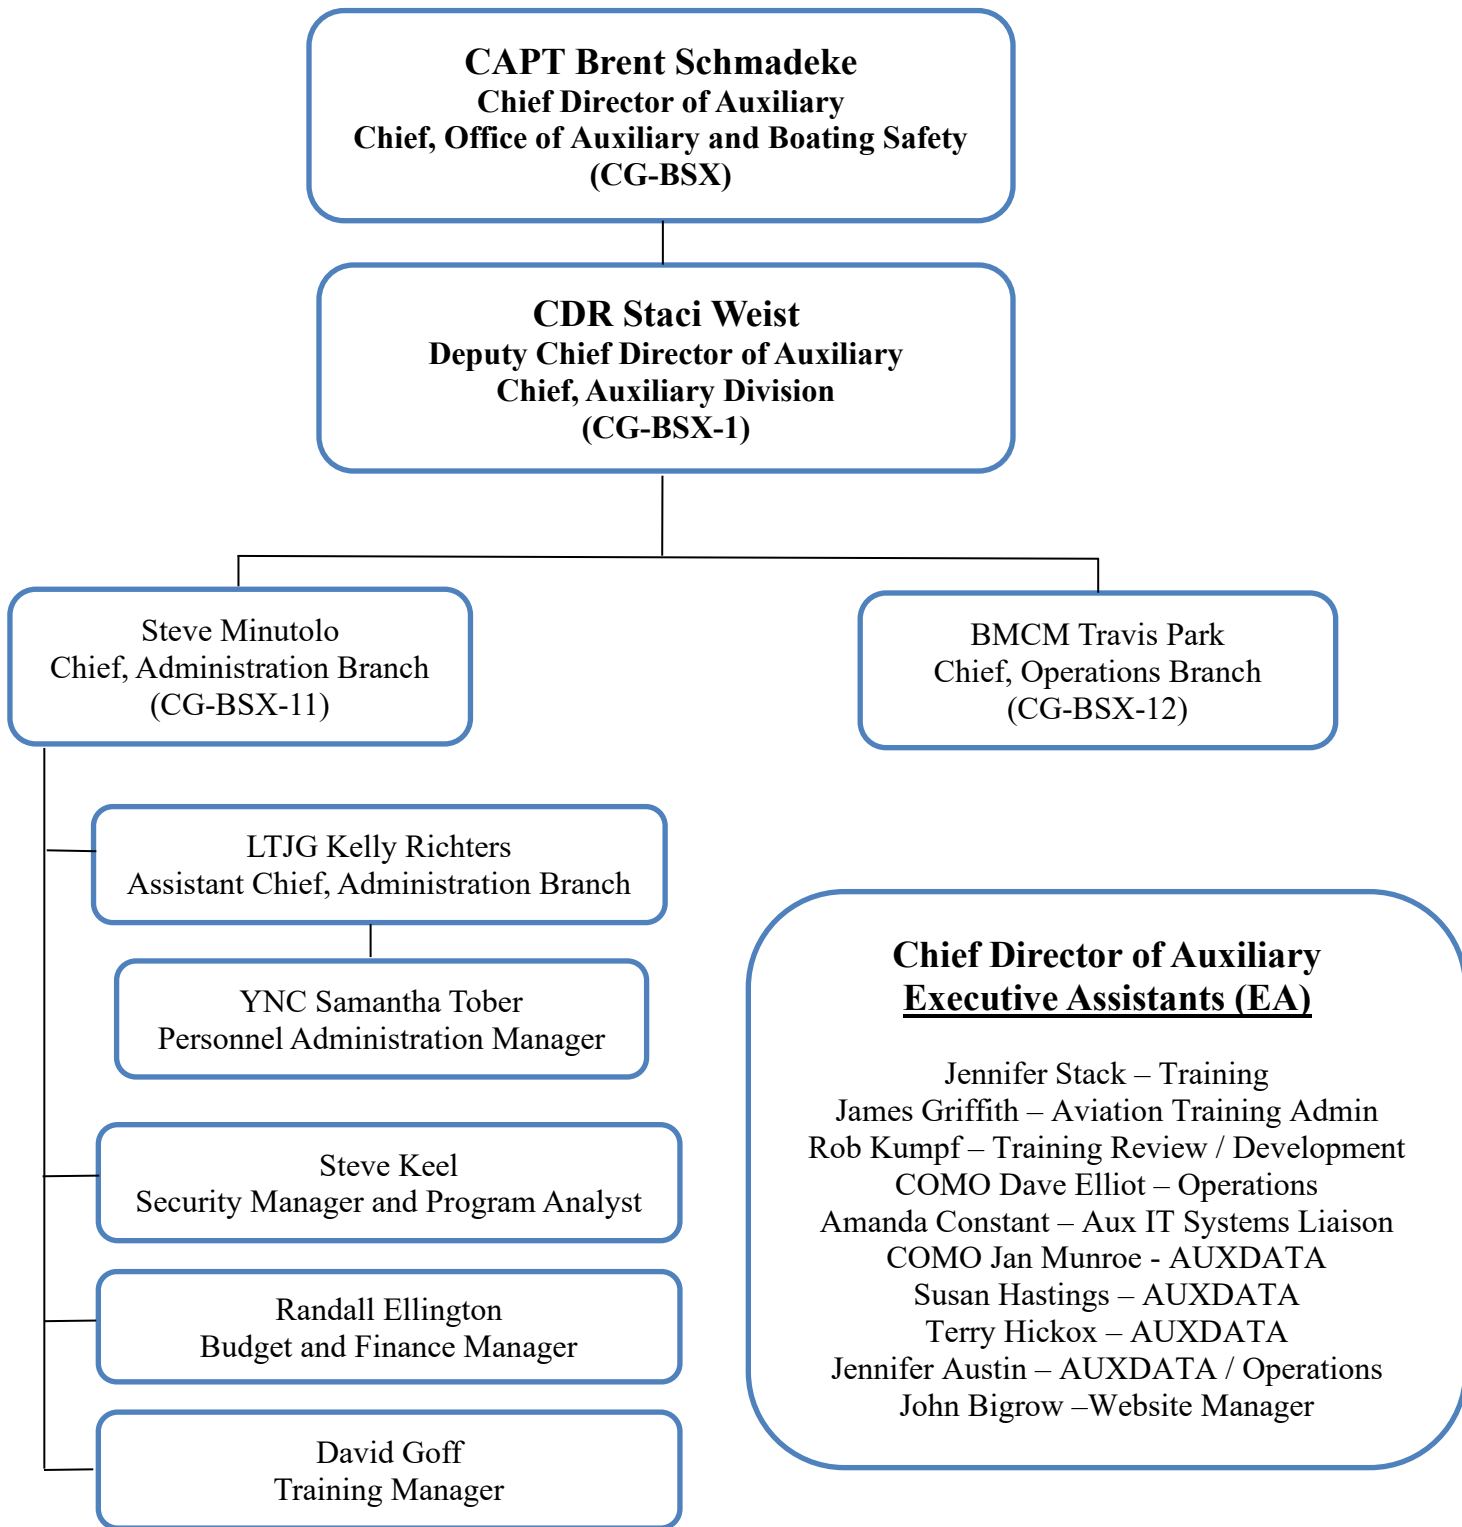 CAPT Brent Schmadeke
Chief Director of Auxiliary
Chief, Office of Auxiliary and Boating Safety
(CG-BSX)
CDR Staci Weist
Deputy Chief Director of Auxiliary
Chief, Auxiliary Division
(CG-BSX-1)
Steve Minutolo
Chief, Administration Branch
(CG-BSX-11)
BMCM Travis Park
Chief, Operations Branch
(CG-BSX-12)
LTJG Kelly Richters
Assistant Chief, Administration Branch
YNC Samantha Tober
Personnel Administration Manager
Steve Keel
Security Manager and Program Analyst
Randall Ellington
Budget and Finance Manager
David Goff
Training Manager
Chief Director of Auxiliary
Executive Assistants (EA)
Jennifer Stack – Training
James Griffith – Aviation Training Admin
Rob Kumpf – Training Review / Development
COMO Dave Elliot – Operations
Amanda Constant – Aux IT Systems Liaison
COMO Jan Munroe - AUXDATA
Susan Hastings – AUXDATA
Terry Hickox – AUXDATA
Jennifer Austin – AUXDATA / Operations
John Bigrow –Website Manager